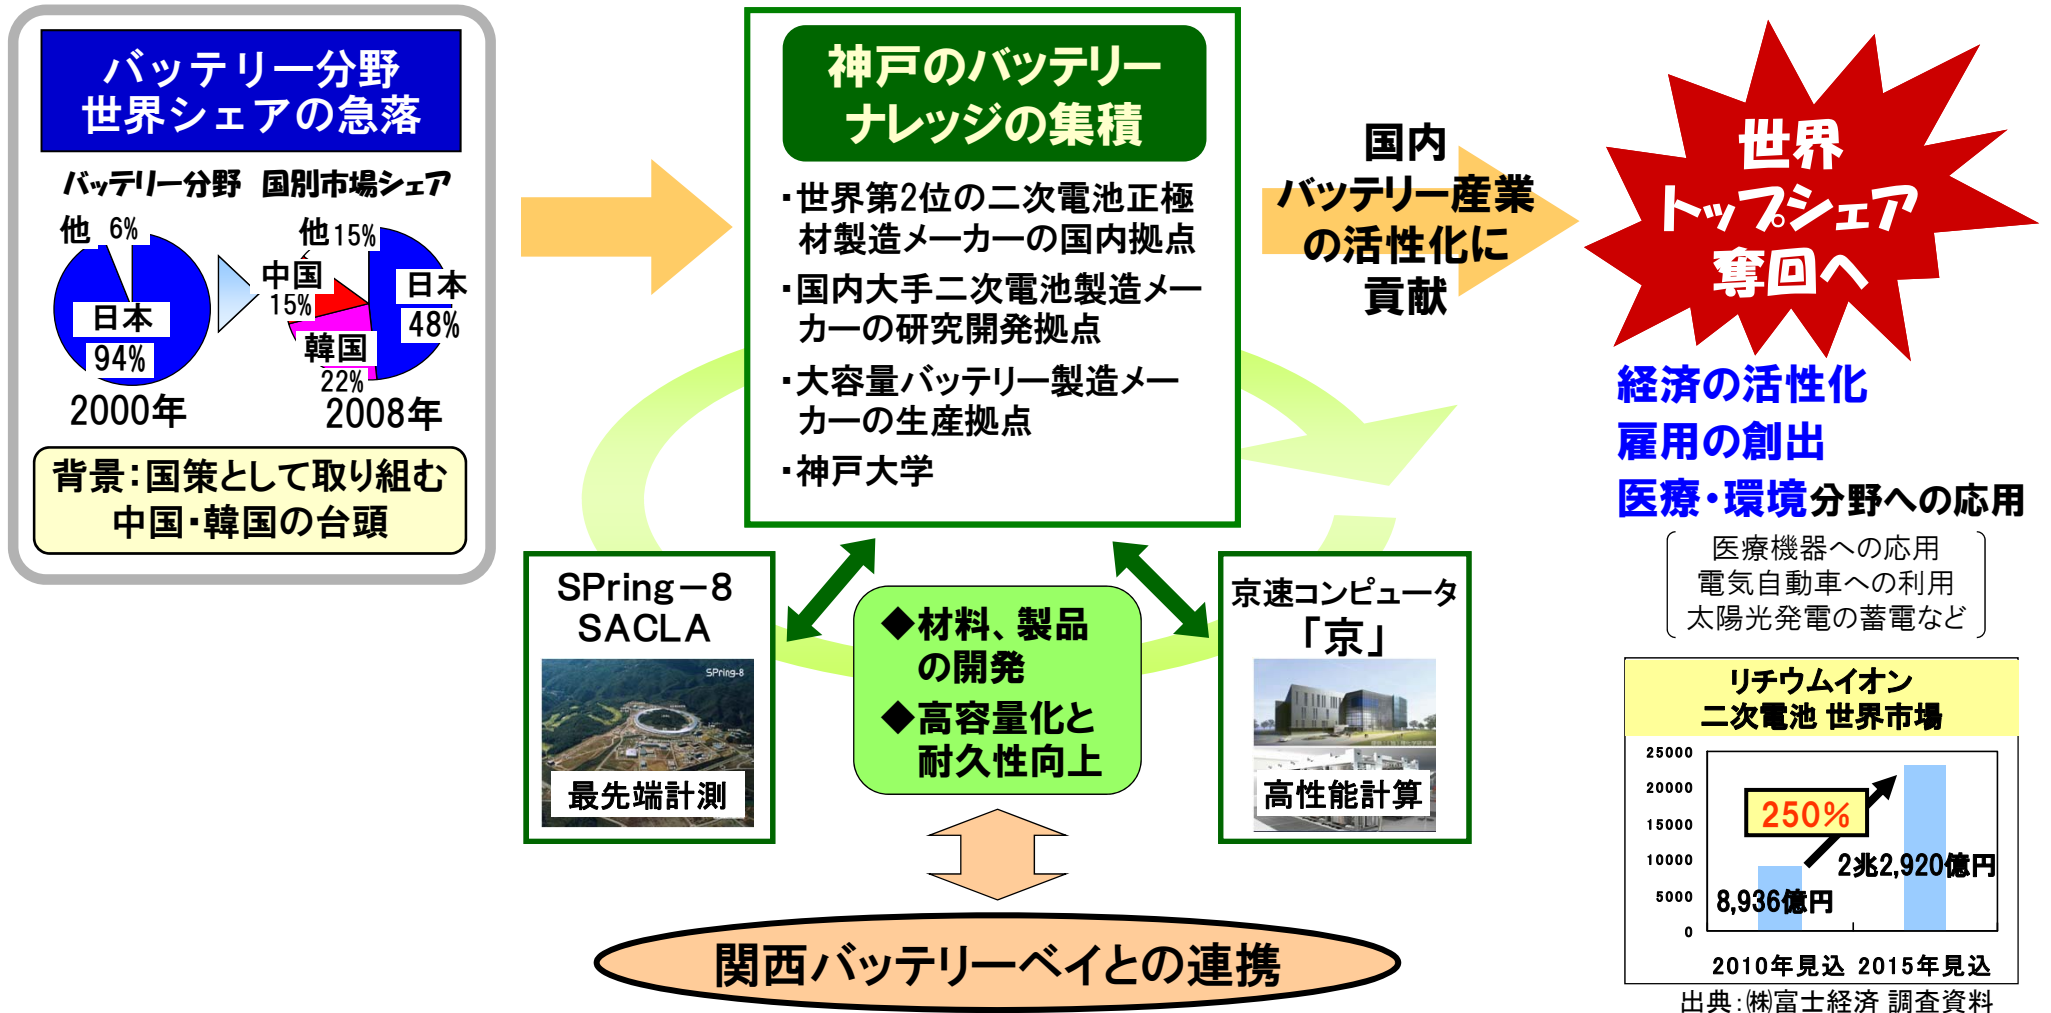 バッテリー分野
世界シェアの急落
バッテリー分野 国別市場シェア
他 6%
日本
94%
2000年
他 15%
中国
15%
日本
48%
韓国
22%
2008年
背景：国策として取り組む
中国・韓国の台頭
神戸のバッテリー
ナレッジの集積
・世界第2位の二次電池正極
材製造メーカーの国内拠点
・国内大手二次電池製造メー
カーの研究開発拠点
・大容量バッテリー製造メー
カーの生産拠点
・神戸大学
国内
バッテリー産業
の活性化に
貢献
世界
トップシェア
奪回へ
経済の活性化
雇用の創出
医療・環境分野への応用
医療機器への応用
電気自動車への利用
太陽光発電の蓄電など
SPring－8
SACLA
SPring-8
最先端計測
◆材料、製品
の開発
◆高容量化と
耐久性向上
京速コンピュータ
「京」
高性能計算
関西バッテリーベイとの連携
リチウムイオン
二次電池 世界市場
25000
20000
15000
10000
5000
0
250%
8,936億円
2兆2,920億円
2010年見込 2015年見込
出典：㈱富士経済 調査資料